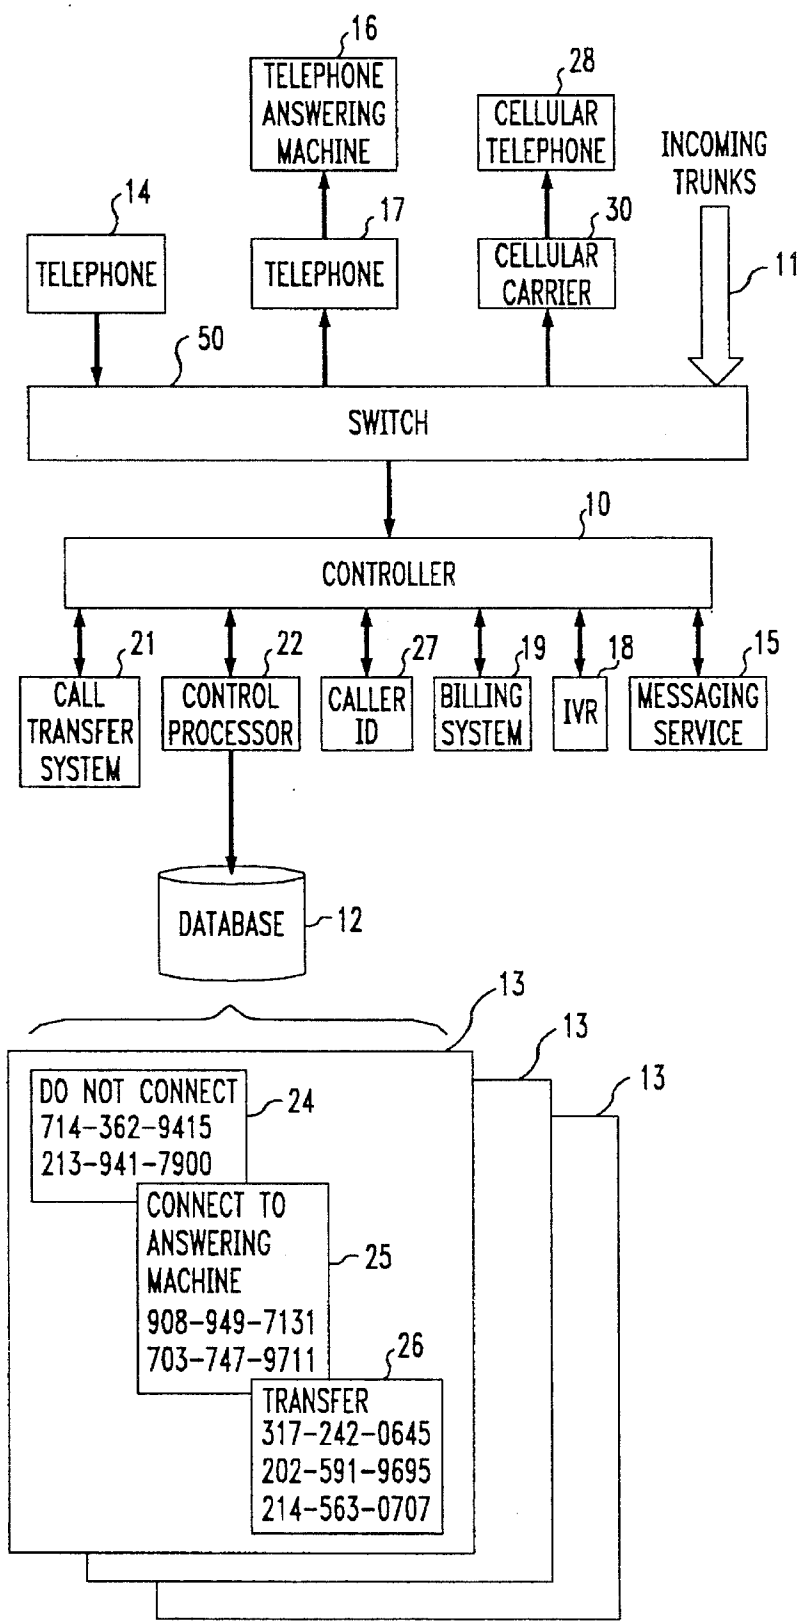 16
TELEPHONE
ANSWERING
MACHINE
28
CELLULAR
TELEPHONE
INCOMING
TRUNKS
14
TELEPHONE
17
TELEPHONE
30
CELLULAR
CARRIER
11
50
SWITCH
10
CONTROLLER
21
CALL
TRANSFER
SYSTEM
22
CONTROL
PROCESSOR
27
CALLER
ID
19
BILLING
SYSTEM
18
IVR
15
MESSAGING
SERVICE
DATABASE
12
13
13
13
DO NOT CONNECT
714-362-9415
213-941-7900
24
CONNECT TO
ANSWERING
MACHINE
908-949-7131
703-747-9711
25
26
TRANSFER
317-242-0645
202-591-9695
214-563-0707